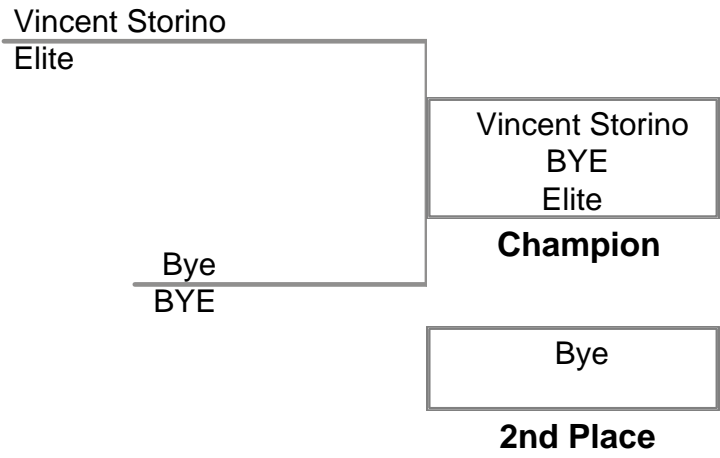 Vincent Storino
Elite
Vincent Storino
BYE
Elite
Champion
Bye
BYE
Bye
2nd Place